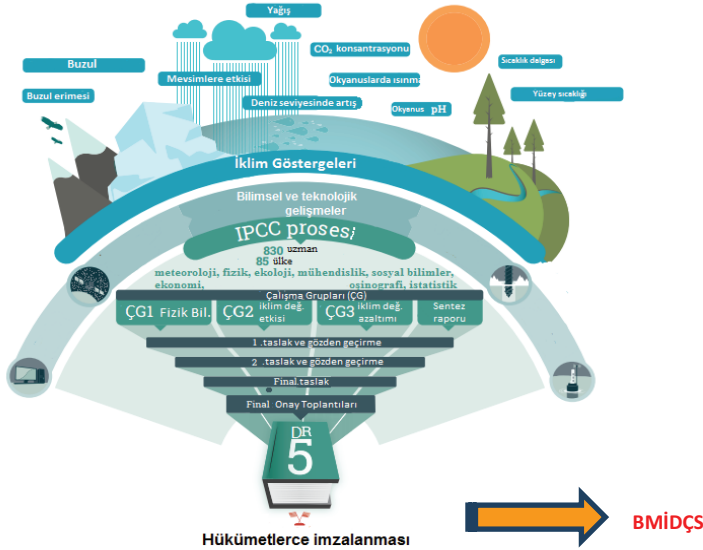 Yağış
CO₂ konsantrasyonu
Buzul
Sıcaklık dalgası
Mevsimlere etkisi
Okyanuslarda ısınma
Buzul erimesi
Yüzey sıcaklığı
Deniz seviyesinde artış
Okyanus pH
İklim Göstergeleri
Bilimsel ve teknolojik
gelişmeler
IPCC prosesi
830 uzman
85 ülke
meteoroloji, fizik, ekoloji, mühendislik, sosyal bilimler,
ekonomi, oşinografi, istatistik
Çalışma Grupları (ÇG)
ÇG1 Fizik Bil.
ÇG2 iklim değ. etkisi
ÇG3 iklim değ. azaltımı
Sentez
raporu
1 .taslak ve gözden geçirme
2 .taslak ve gözden geçirme
Final.taslak
Final Onay Toplantıları
DR
5
Hükümetlerce imzalanması
BMİDÇS